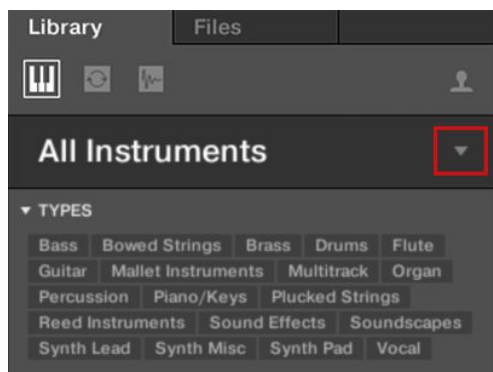 Library Files
All Instruments
TYPES
Bass Bowed Strings Brass Drums Flute
Guitar Mallet Instruments Multitrack Organ
Percussion Piano/Keys Plucked Strings
Reed Instruments Sound Effects Soundscapes
Synth Lead Synth Misc Synth Pad Vocal